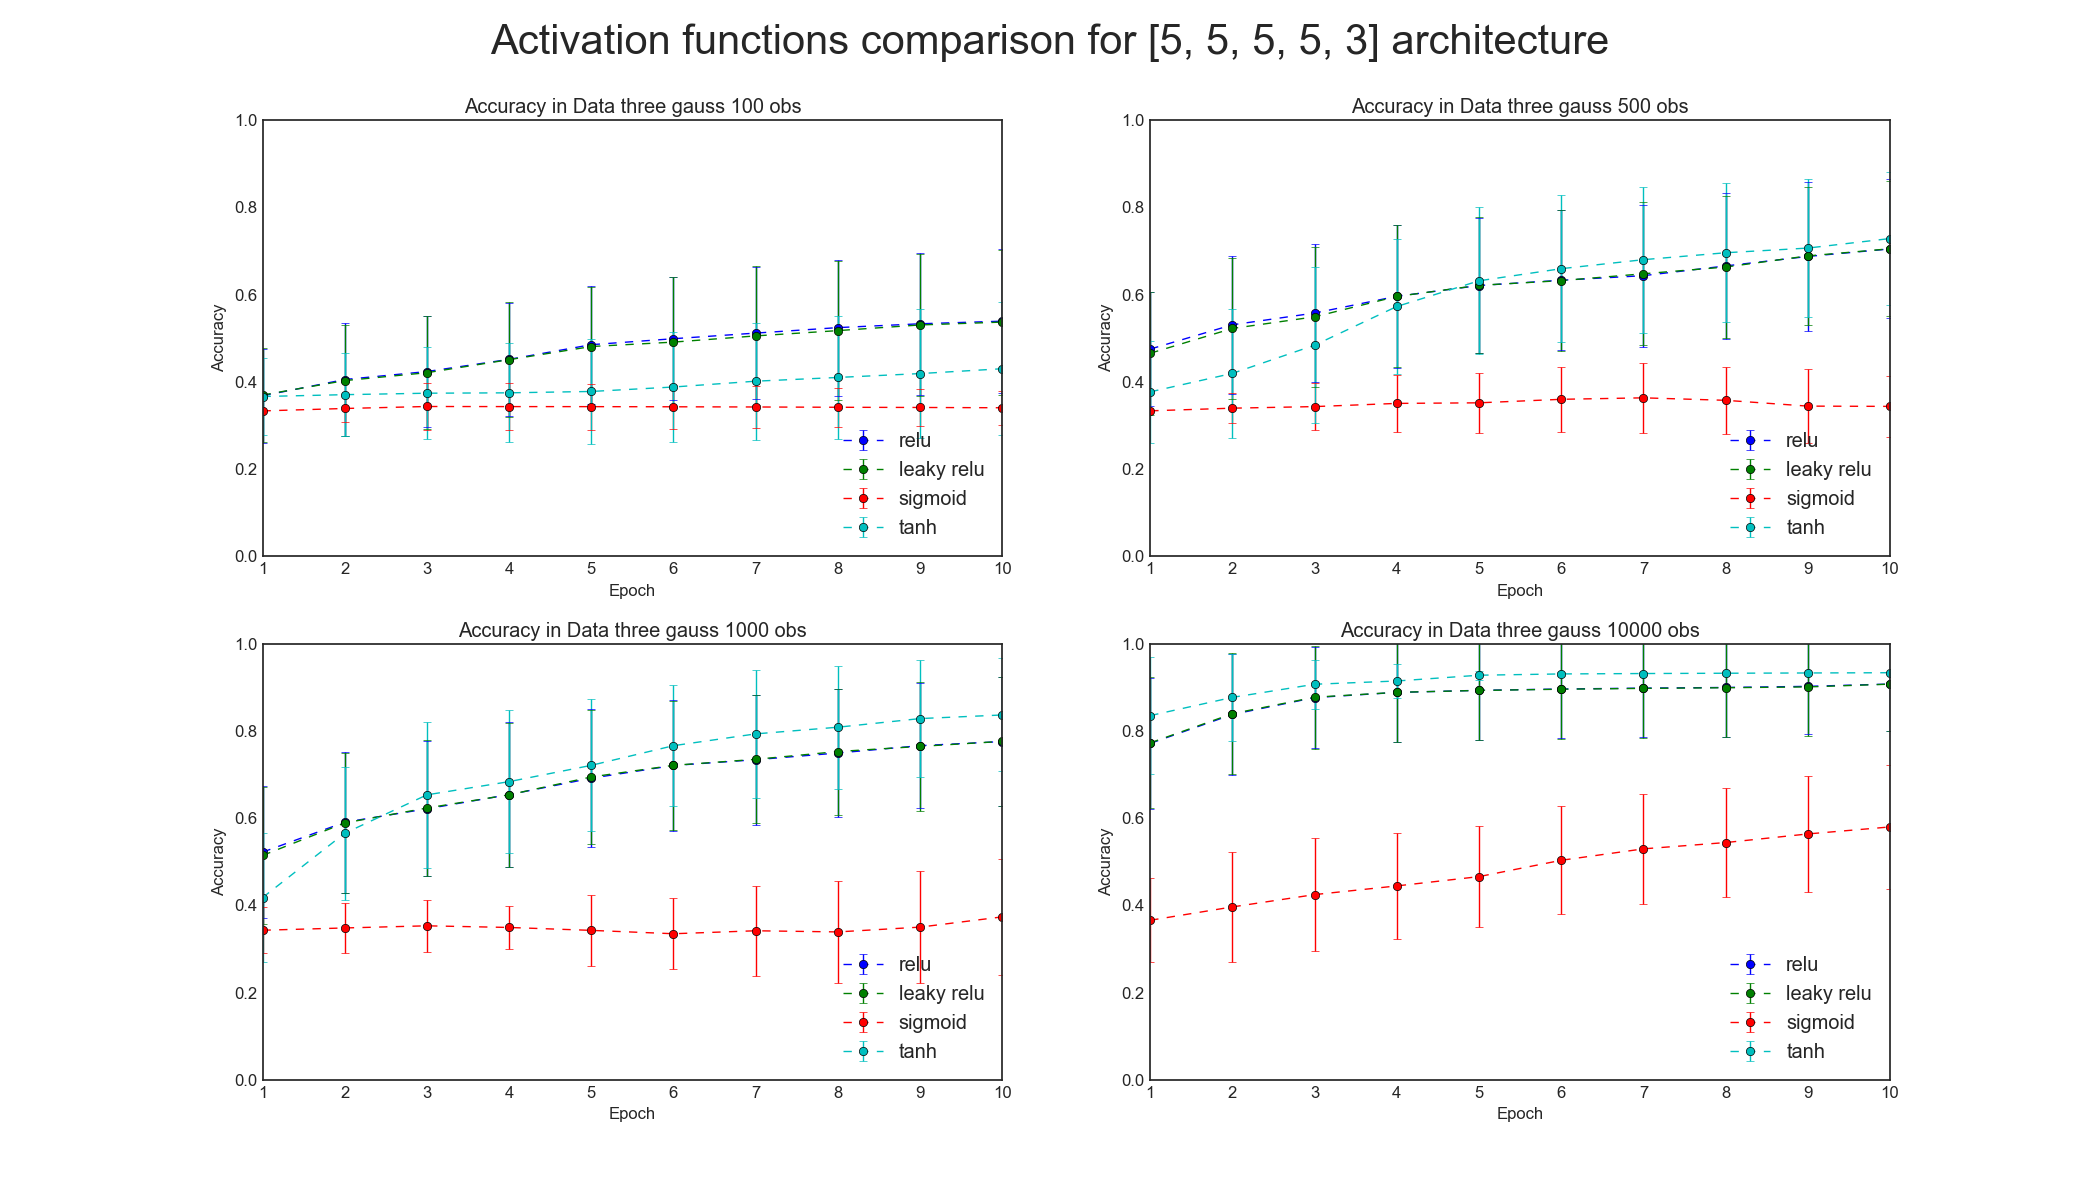 Activation functions comparison for [5, 5, 5, 5, 3] architecture
Accuracy in Data three gauss 100 obs
1.0
0.8
0.6
0.4
0.2
0.0
Accuracy
1 2 3 4 5 6 7 8 9 10
Epoch
relu
leaky relu
sigmoid
tanh
Accuracy in Data three gauss 500 obs
1.0
0.8
0.6
0.4
0.2
0.0
Accuracy
1 2 3 4 5 6 7 8 9 10
Epoch
relu
leaky relu
sigmoid
tanh
Accuracy in Data three gauss 1000 obs
1.0
0.8
0.6
0.4
0.2
0.0
Accuracy
1 2 3 4 5 6 7 8 9 10
Epoch
relu
leaky relu
sigmoid
tanh
Accuracy in Data three gauss 10000 obs
1.0
0.8
0.6
0.4
0.2
0.0
Accuracy
1 2 3 4 5 6 7 8 9 10
Epoch
relu
leaky relu
sigmoid
tanh